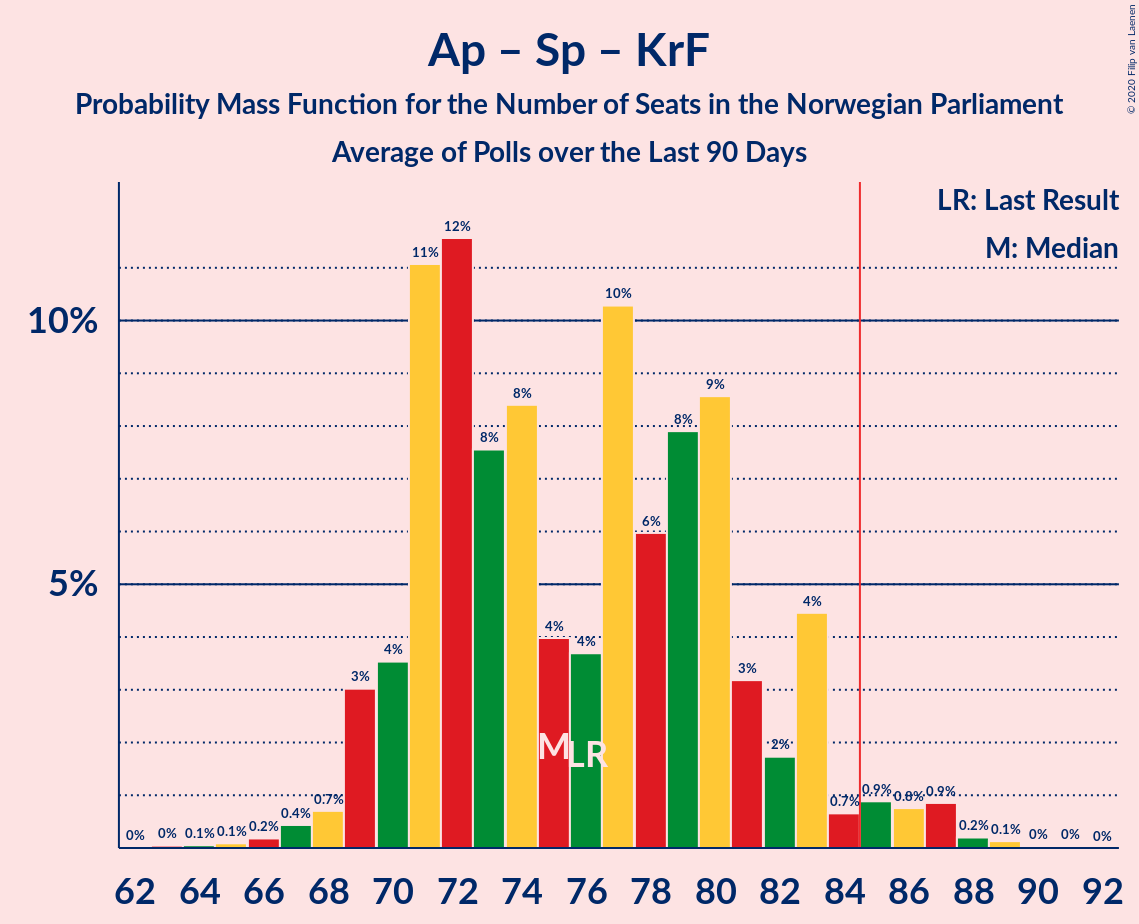 Ap – Sp – KrF
Probability Mass Function for the Number of Seats in the Norwegian Parliament
Average of Polls over the Last 90 Days
© 2020 Filip van Laenen
LR: Last Result
M: Median
10%
5%
0% 0% 0.1% 0.1% 0.2% 0.4% 0.7% 3% 4% 11% 12% 8% 8% 4% 4% 10% 6% 8% 9% 3% 2% 4% 0.7% 0.9% 0.8% 0.9% 0.2% 0.1% 0% 0% 0%
M LR
62 64 66 68 70 72 74 76 78 80 82 84 86 88 90 92